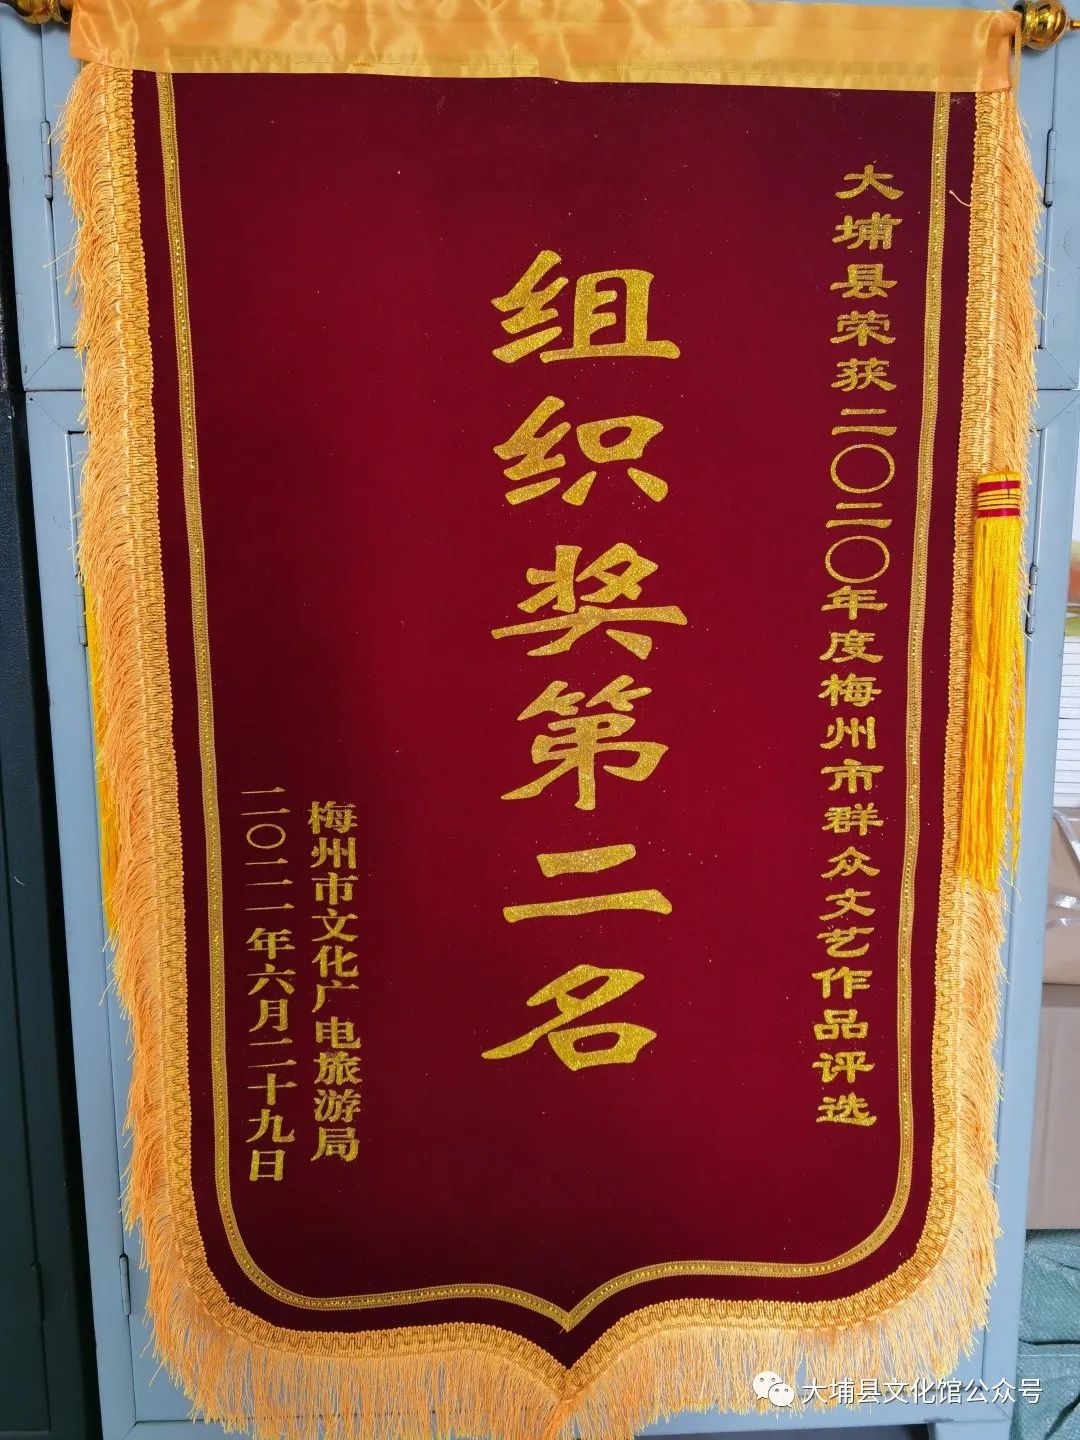 大埔县荣获二〇二〇年度梅州市群众文艺作品评选
组织奖第二名
梅州市文化广电旅游局
二〇二一年六月二十九日
大埔县文化馆公众号